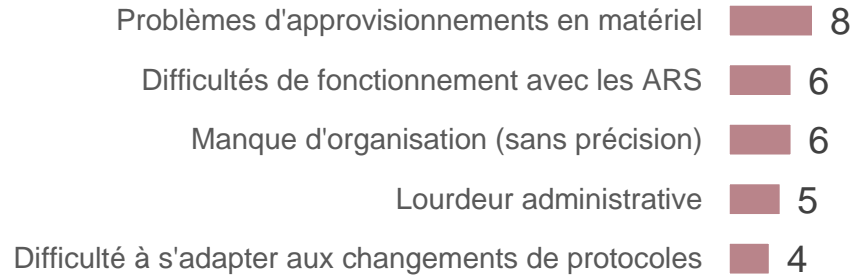 Problèmes d'approvisionnements en matériel 8
Difficultés de fonctionnement avec les ARS 6
Manque d'organisation (sans précision) 6
Lourdeur administrative 5
Difficulté à s'adapter aux changements de protocoles 4